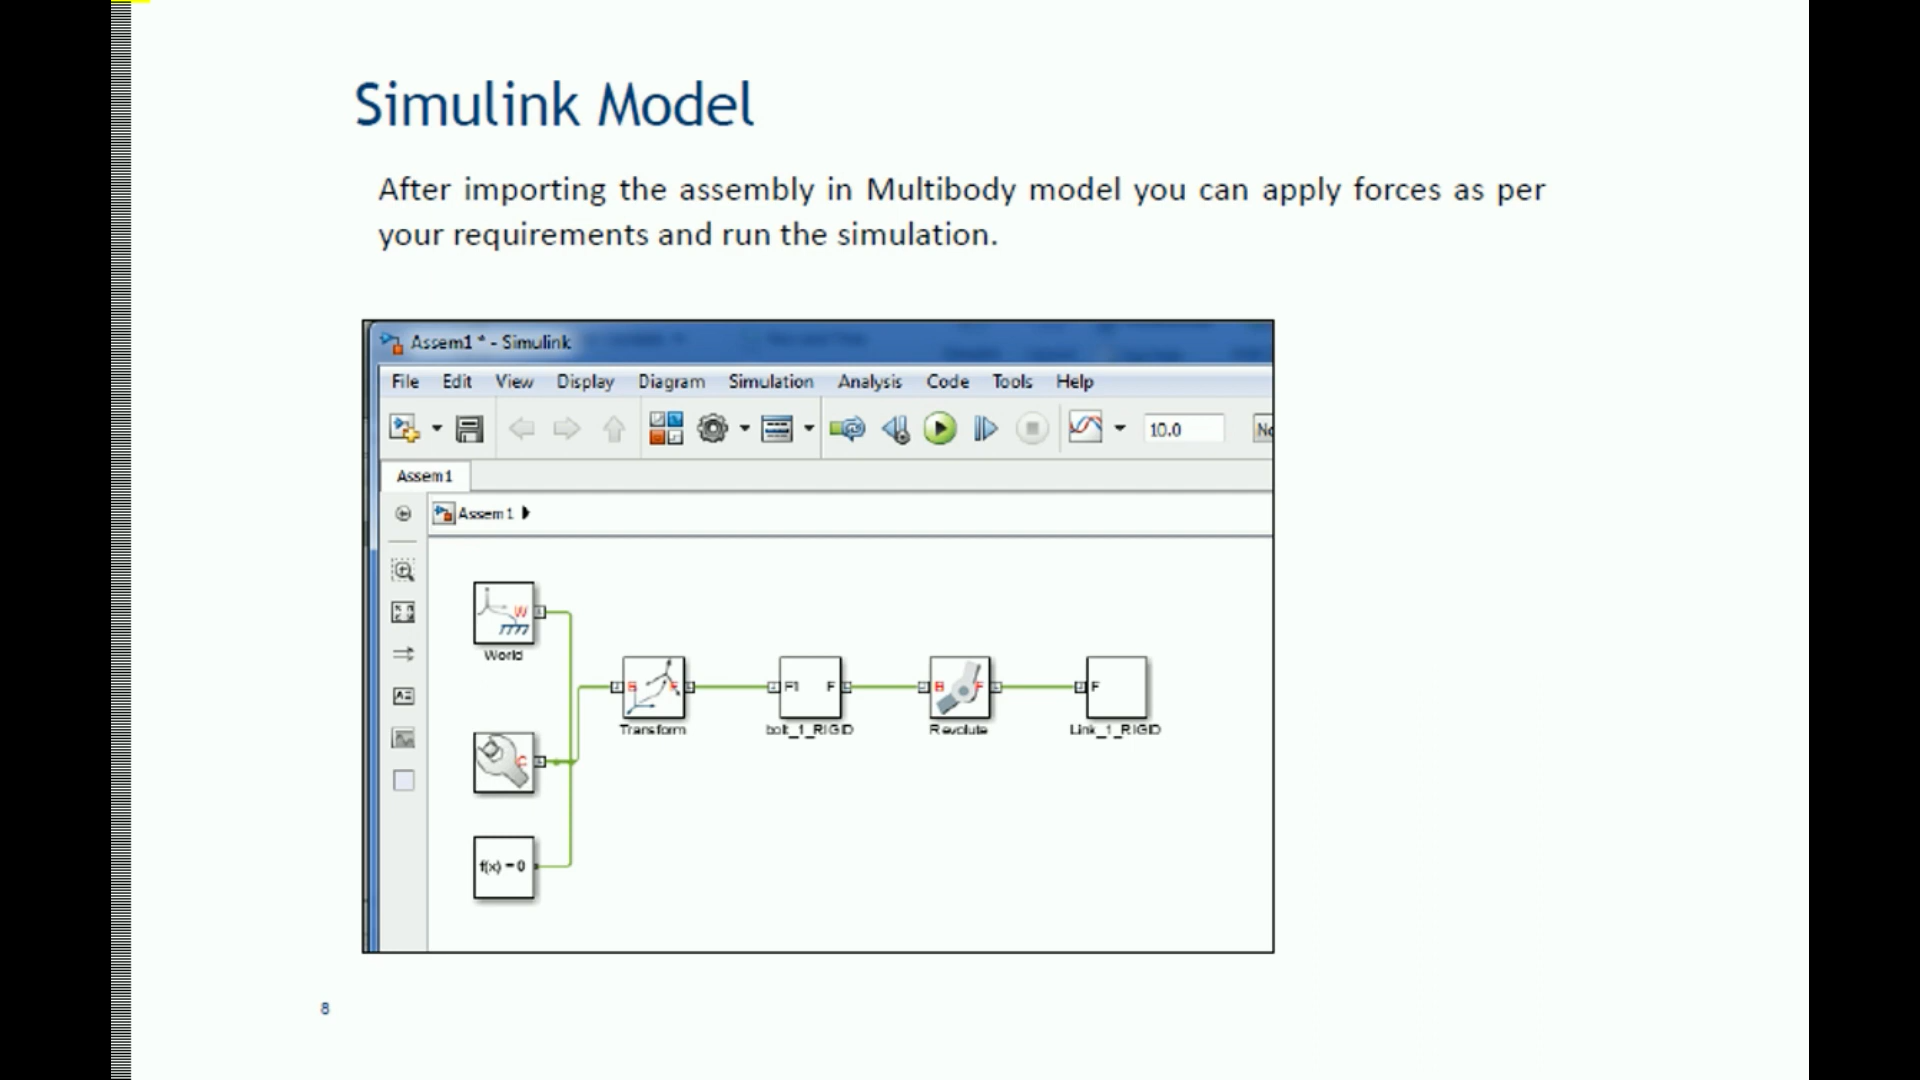 Simulink Model
After importing the assembly in Multibody model you can apply forces as per
your requirements and run the simulation.
Assem1 * - Simulink
File Edit View Display Diagram Simulation Analysis Code Tools Help
10.0
Assem1
Assem1
W
World
B F
Transform
F1 F
bolt_1_RIGID
B F
Revolute
F
Link_1_RIGID
C
f(x) = 0
8